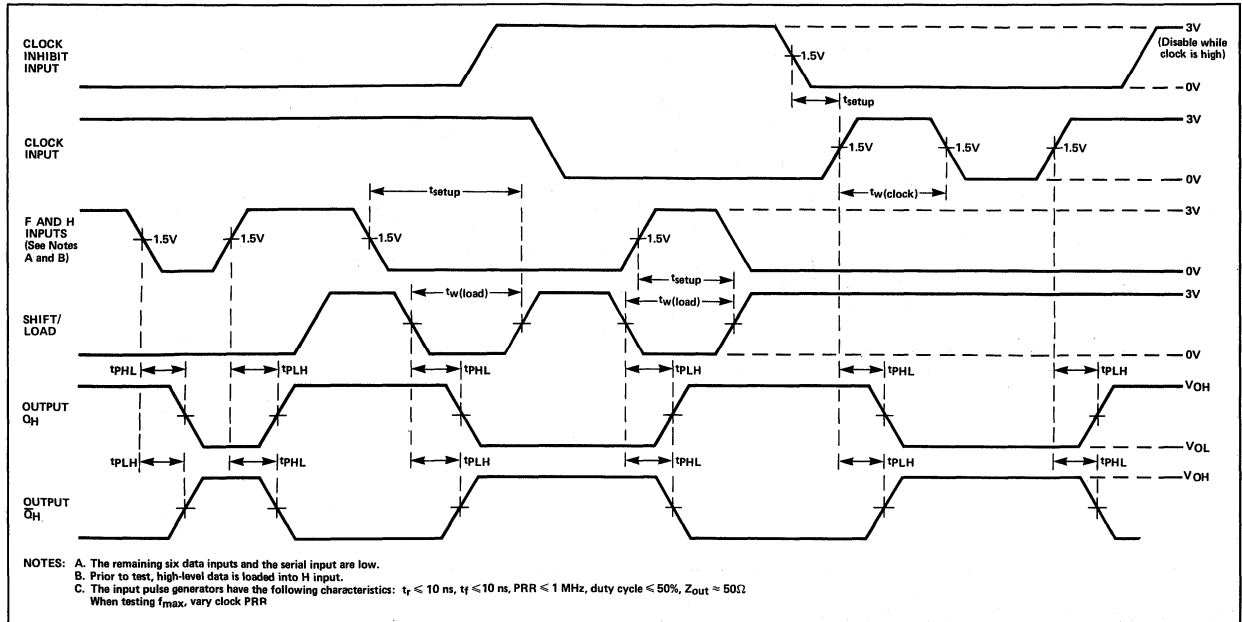 CLOCK
INHIBIT
INPUT
1.5V
3V
(Disable while
clock is high)
0V
tsetup
CLOCK
INPUT
1.5V
1.5V
1.5V
3V
0V
tw(clock)
tsetup
F AND H
INPUTS
(See Notes
A and B)
1.5V
1.5V
1.5V
1.5V
3V
0V
tsetup
tw(load)
tw(load)
SHIFT/
LOAD
3V
0V
tPHL
tPLH
tPHL
tPLH
tPHL
tPLH
OUTPUT
QH
VOH
VOL
tPLH
tPHL
tPLH
tPHL
tPLH
tPHL
OUTPUT
Q̅H
VOH
NOTES: A. The remaining six data inputs and the serial input are low.
B. Prior to test, high-level data is loaded into H input.
C. The input pulse generators have the following characteristics: tr ≤ 10 ns, tf ≤ 10 ns, PRR ≤ 1 MHz, duty cycle ≤ 50%, Zout ≈ 50Ω
When testing fmax, vary clock PRR